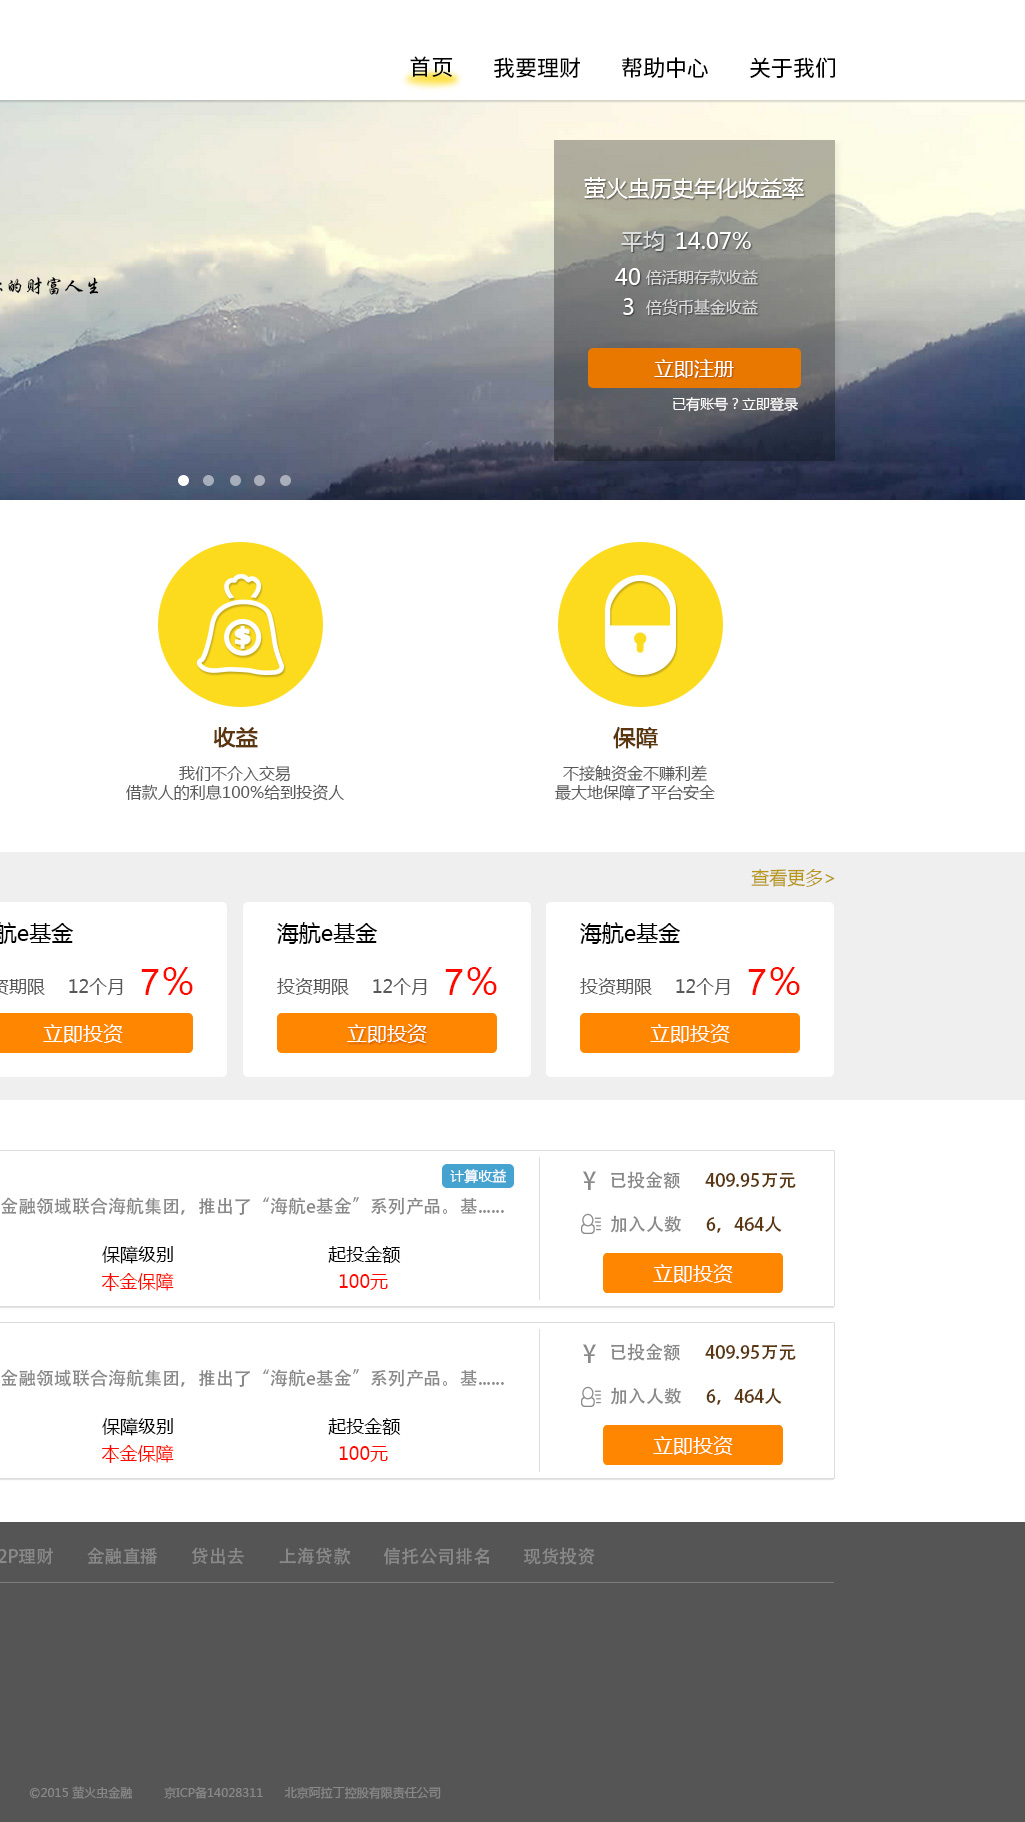 首页 我要理财 帮助中心 关于我们
萤火虫历史年化收益率
平均 14.07%
的财富人生
40 倍活期存款收益
3 倍货币基金收益
立即注册
已有账号？立即登录
收益 保障
我们不介入交易 不接触资金不赚利差
借款人的利息100%给到投资人 最大地保障了平台安全
查看更多>
航e基金 海航e基金 海航e基金
资期限 12个月 7% 投资期限 12个月 7% 投资期限 12个月 7%
立即投资 立即投资 立即投资
计算收益
¥ 已投金额 409.95万元
金融领域联合海航集团，推出了“海航e基金”系列产品。基......
加入人数 6，464人
保障级别 起投金额
本金保障 100元
立即投资
¥ 已投金额 409.95万元
金融领域联合海航集团，推出了“海航e基金”系列产品。基......
加入人数 6，464人
保障级别 起投金额
本金保障 100元
立即投资
2P理财 金融直播 贷出去 上海贷款 信托公司排名 现货投资
©2015 萤火虫金融 京ICP备14028311 北京阿拉丁控股有限责任公司